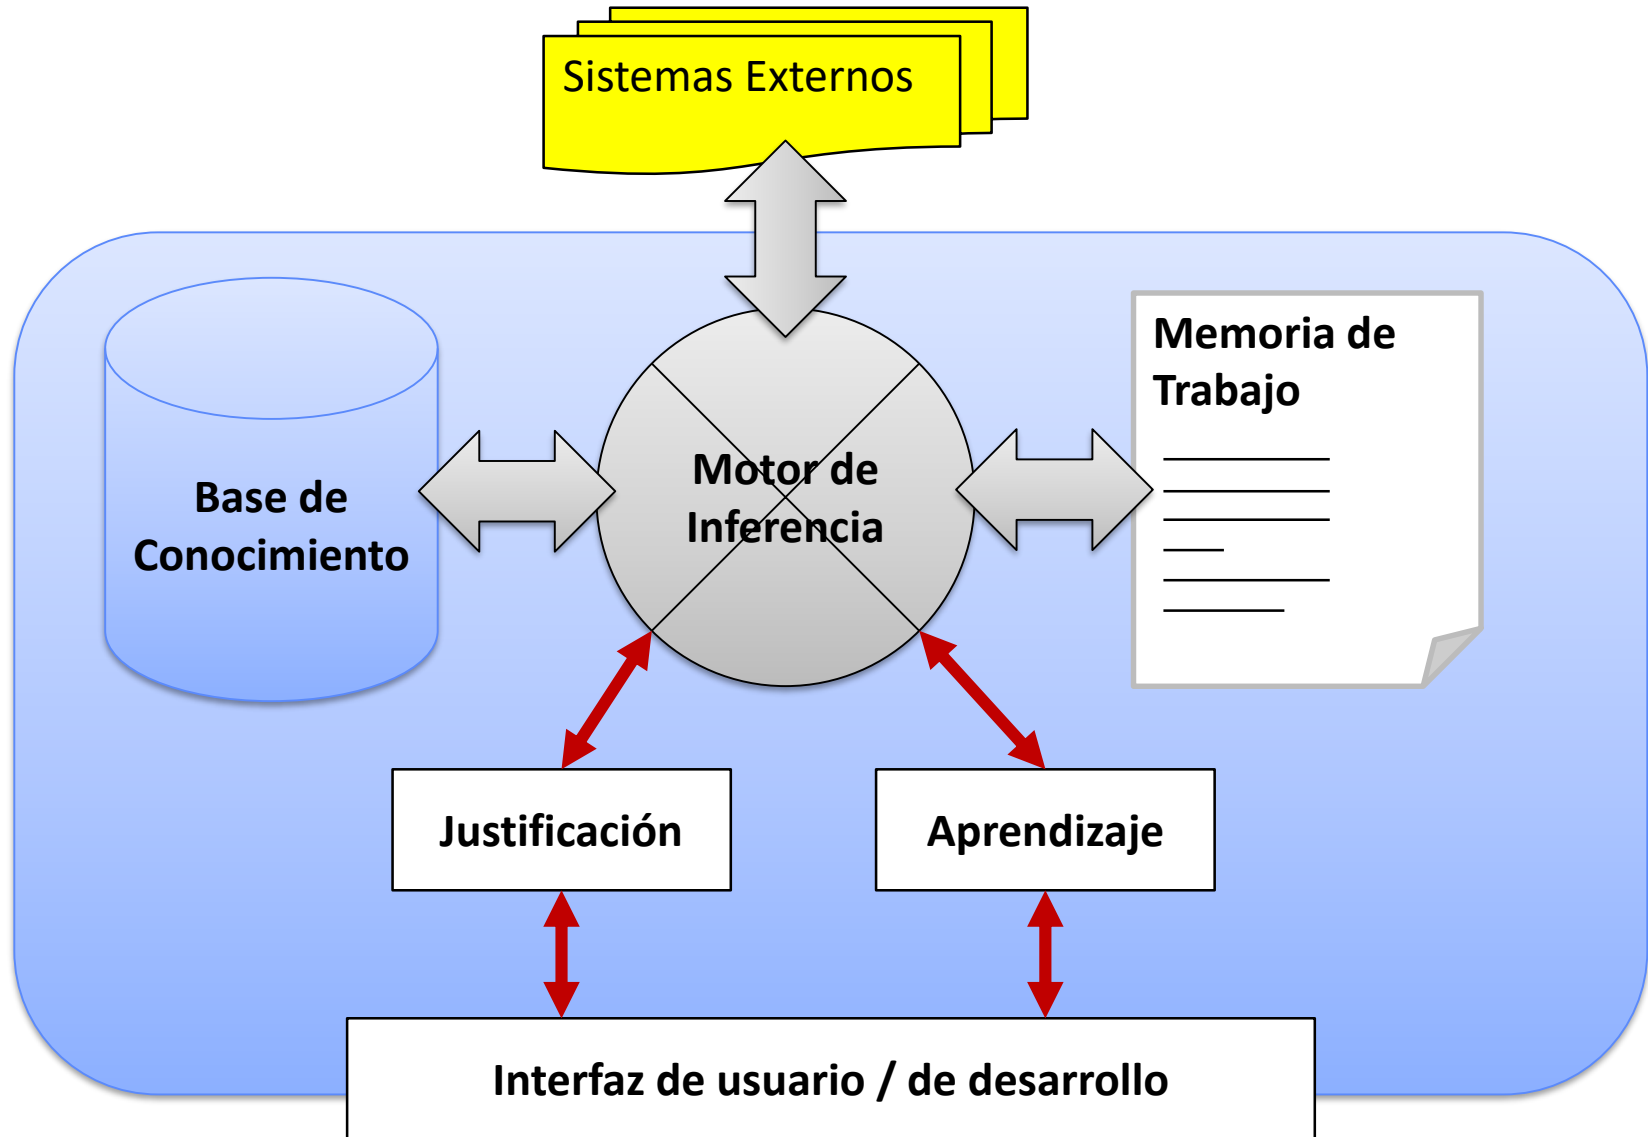 Sistemas Externos
Memoria de
Trabajo
Base de
Conocimiento
Motor de
Inferencia
Justificación
Aprendizaje
Interfaz de usuario / de desarrollo